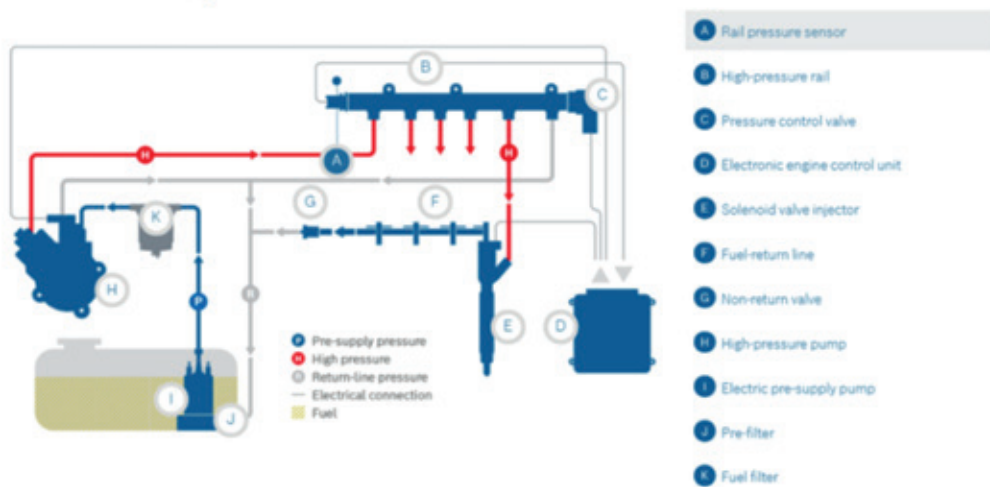 B
C
H
H
A
K
G
F
H
P
R
E
D
I
J
P Pre-supply pressure
H High pressure
Return-line pressure
Electrical connection
Fuel
A Rail pressure sensor
B High-pressure rail
C Pressure control valve
D Electronic engine control unit
E Solenoid valve injector
F Fuel-return line
G Non-return valve
H High-pressure pump
I Electric pre-supply pump
J Pre-filter
K Fuel filter